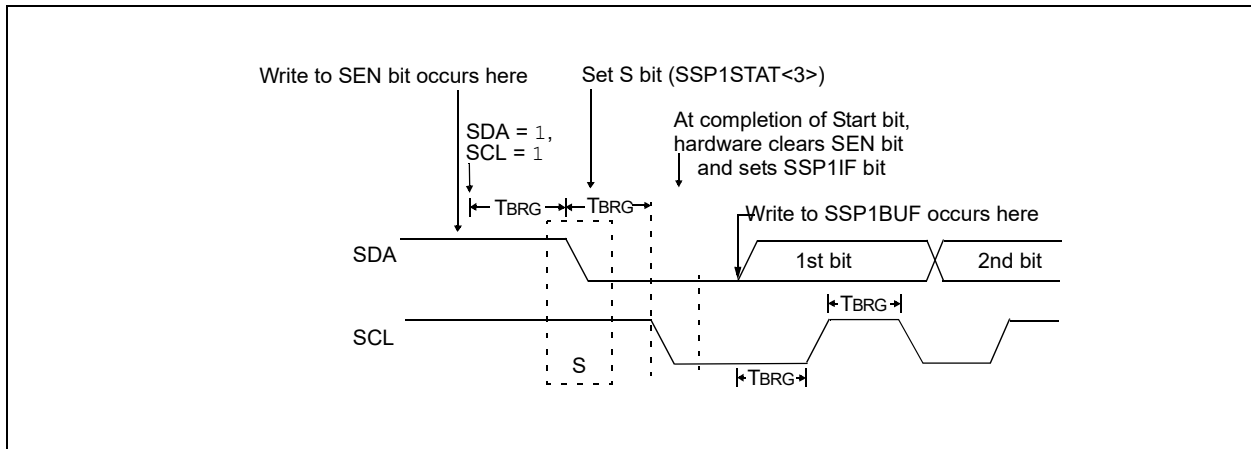 Write to SEN bit occurs here
Set S bit (SSP1STAT<3>)
At completion of Start bit,
hardware clears SEN bit
and sets SSP1IF bit
SDA = 1,
SCL = 1
TBRG
TBRG
Write to SSP1BUF occurs here
SDA
1st bit
2nd bit
TBRG
SCL
S
TBRG